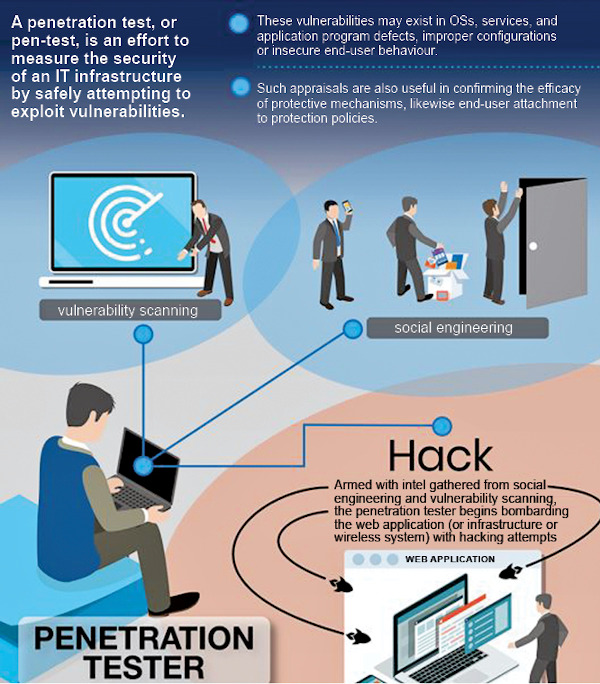 A penetration test, or
pen-test, is an effort to
measure the security
of an IT infrastructure
by safely attempting to
exploit vulnerabilities.
These vulnerabilities may exist in OSs, services, and
application program defects, improper configurations
or insecure end-user behaviour.
Such appraisals are also useful in confirming the efficacy
of protective mechanisms, likewise end-user attachment
to protection policies.
vulnerability scanning
social engineering
Hack
Armed with intel gathered from social
engineering and vulnerability scanning,
the penetration tester begins bombarding
the web application (or infrastructure or
wireless system) with hacking attempts
WEB APPLICATION
PENETRATION
TESTER